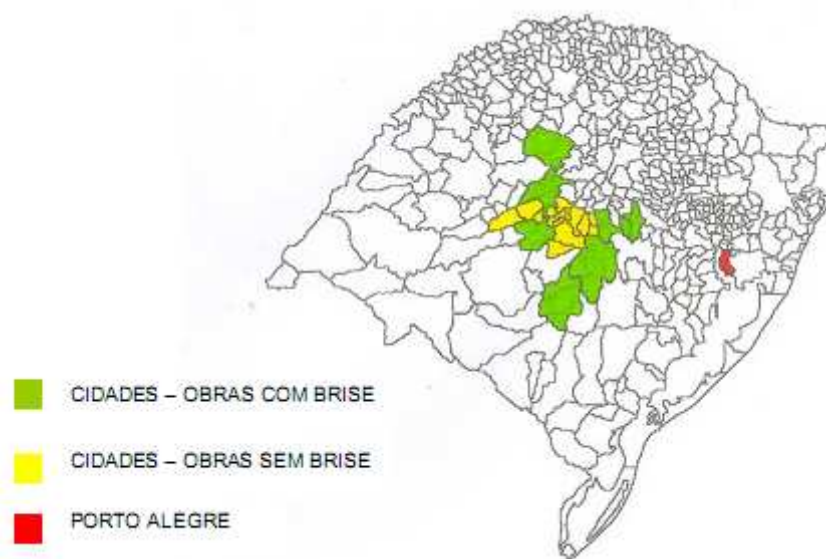 CIDADES – OBRAS COM BRISE
CIDADES – OBRAS SEM BRISE
PORTO ALEGRE